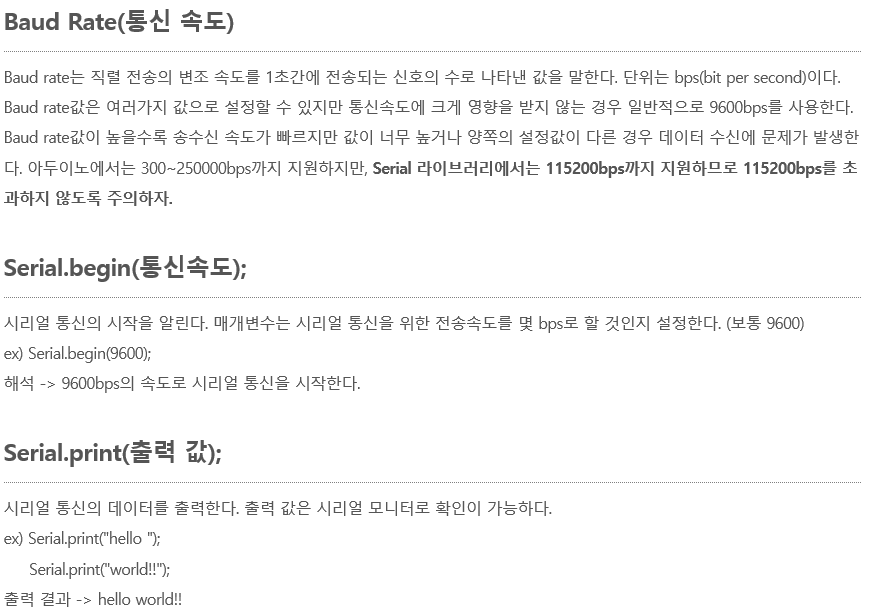 Baud Rate(통신 속도)
Baud rate는 직렬 전송의 변조 속도를 1초간에 전송되는 신호의 수로 나타낸 값을 말한다. 단위는 bps(bit per second)이다.
Baud rate값은 여러가지 값으로 설정할 수 있지만 통신속도에 크게 영향을 받지 않는 경우 일반적으로 9600bps를 사용한다.
Baud rate값이 높을수록 송수신 속도가 빠르지만 값이 너무 높거나 양쪽의 설정값이 다른 경우 데이터 수신에 문제가 발생한
다. 아두이노에서는 300~250000bps까지 지원하지만, Serial 라이브러리에서는 115200bps까지 지원하므로 115200bps를 초
과하지 않도록 주의하자.
Serial.begin(통신속도);
시리얼 통신의 시작을 알린다. 매개변수는 시리얼 통신을 위한 전송속도를 몇 bps로 할 것인지 설정한다. (보통 9600)
ex) Serial.begin(9600);
해석 -> 9600bps의 속도로 시리얼 통신을 시작한다.
Serial.print(출력 값);
시리얼 통신의 데이터를 출력한다. 출력 값은 시리얼 모니터로 확인이 가능하다.
ex) Serial.print("hello ");
Serial.print("world!!");
출력 결과 -> hello world!!